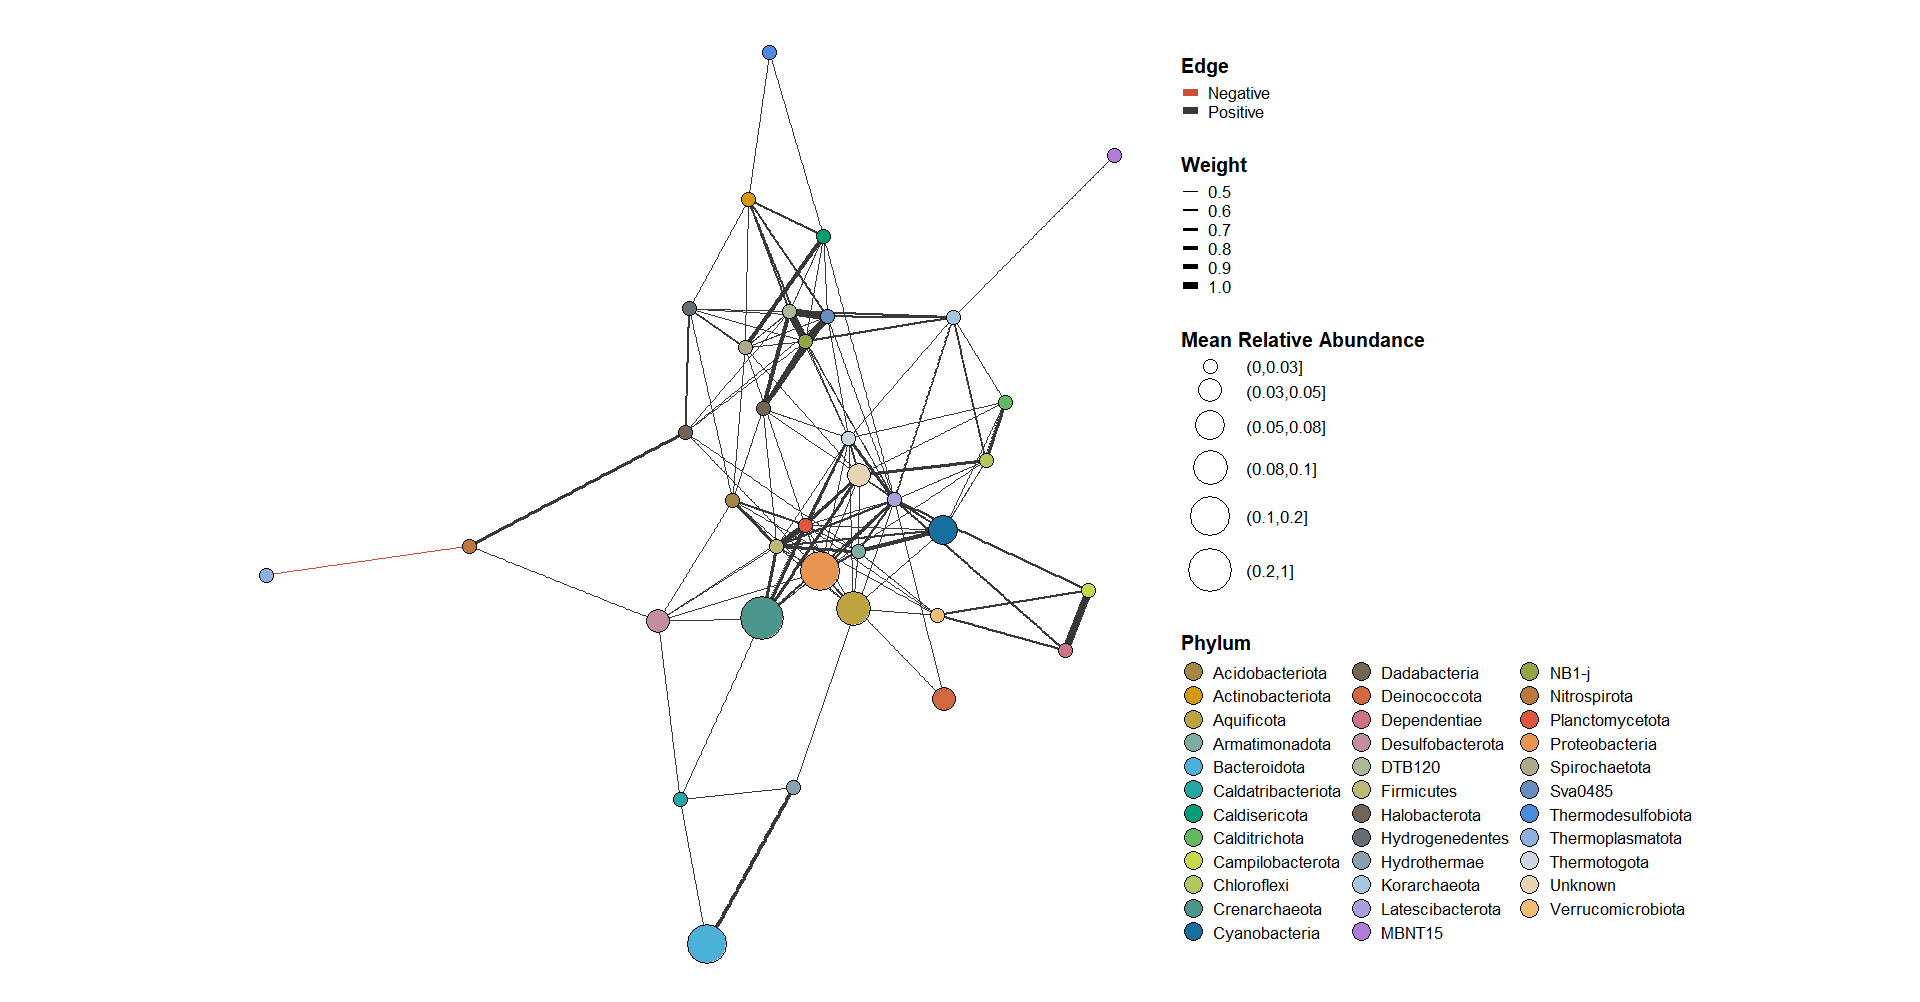 Edge
Negative
Positive
Weight
0.5
0.6
0.7
0.8
0.9
1.0
Mean Relative Abundance
(0,0.03]
(0.03,0.05]
(0.05,0.08]
(0.08,0.1]
(0.1,0.2]
(0.2,1]
Phylum
Acidobacteriota
Actinobacteriota
Aquificota
Armatimonadota
Bacteroidota
Caldatribacteriota
Caldisericota
Calditrichota
Campilobacterota
Chloroflexi
Crenarchaeota
Cyanobacteria
Dadabacteria
Deinococcota
Dependentiae
Desulfobacterota
DTB120
Firmicutes
Halobacterota
Hydrogenedentes
Hydrothermae
Korarchaeota
Latescibacterota
MBNT15
NB1-j
Nitrospirota
Planctomycetota
Proteobacteria
Spirochaetota
Sva0485
Thermodesulfobiota
Thermoplasmatota
Thermotogota
Unknown
Verrucomicrobiota